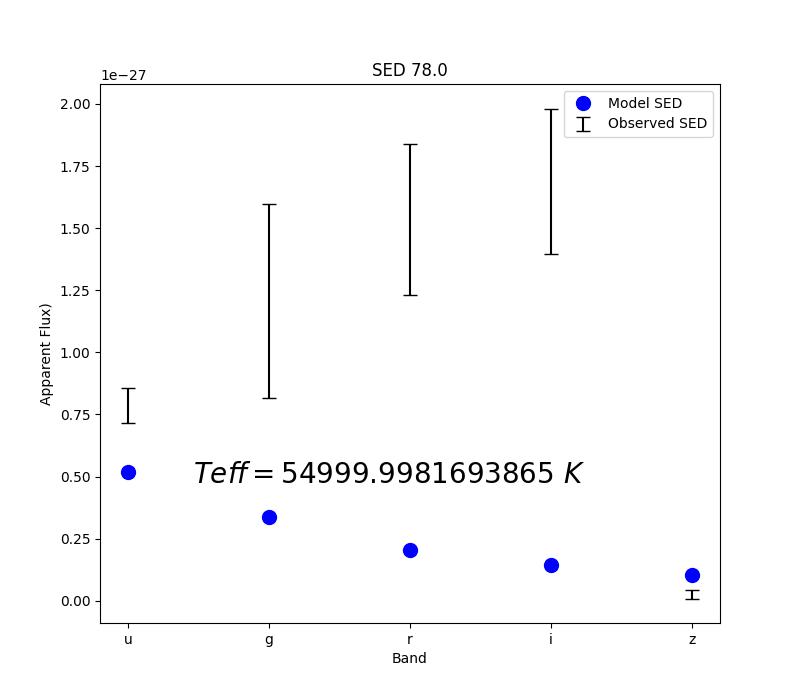 SED 78.0
1e−27
Model SED
Observed SED
2.00
1.75
1.50
1.25
1.00
0.75
0.50
0.25
0.00
Apparent Flux)
Teff = 54999.9981693865 K
u g r i z
Band